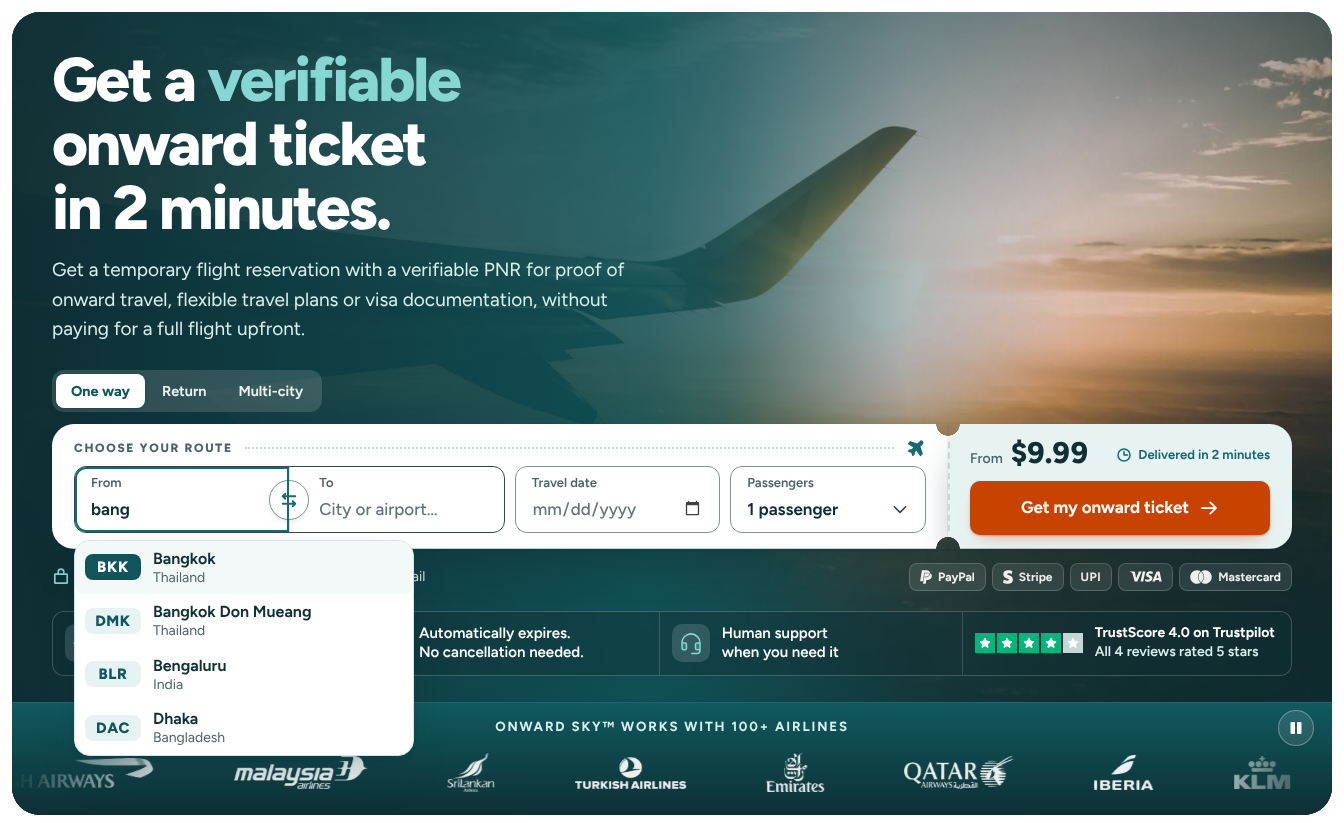 Get a verifiable
onward ticket
in 2 minutes.
Get a temporary flight reservation with a verifiable PNR for proof of
onward travel, flexible travel plans or visa documentation, without
paying for a full flight upfront.
One way
Return
Multi-city
CHOOSE YOUR ROUTE
From
bang
To
City or airport...
Travel date
mm/dd/yyyy
Passengers
1 passenger
From $9.99
Delivered in 2 minutes
Get my onward ticket
BKK
Bangkok
Thailand
DMK
Bangkok Don Mueang
Thailand
BLR
Bengaluru
India
DAC
Dhaka
Bangladesh
ail
PayPal
Stripe
UPI
VISA
Mastercard
Automatically expires.
No cancellation needed.
Human support
when you need it
TrustScore 4.0 on Trustpilot
All 4 reviews rated 5 stars
ONWARD SKY™ WORKS WITH 100+ AIRLINES
H AIRWAYS
malaysia
airlines
SriLankan
Airlines
TURKISH AIRLINES
Emirates
QATAR
AIRWAYS القطرية
IBERIA
KLM